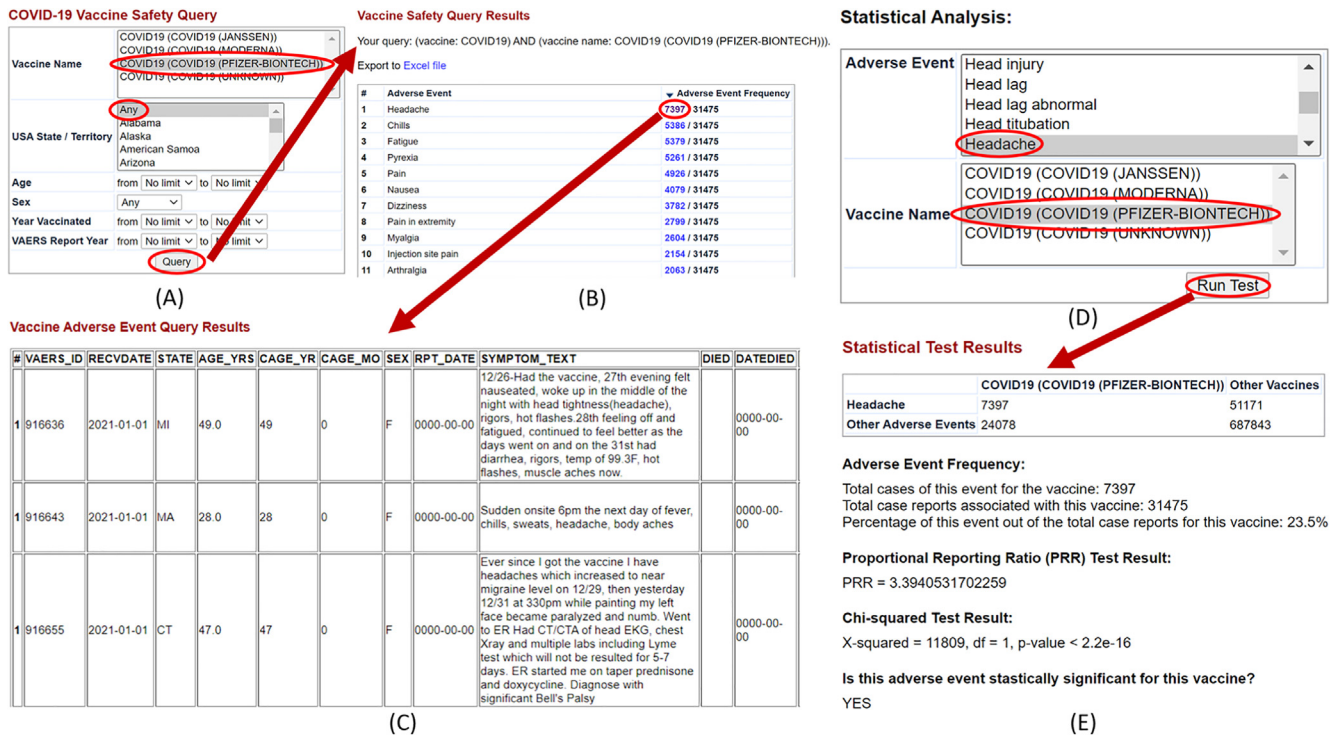 COVID-19 Vaccine Safety Query
Vaccine Name
COVID19 (COVID19 (JANSSEN))
COVID19 (COVID19 (MODERNA))
COVID19 (COVID19 (PFIZER-BIONTECH))
COVID19 (COVID19 (UNKNOWN))
USA State / Territory
Any
Alabama
Alaska
American Samoa
Arizona
Age from No limit to No limit
Sex Any
Year Vaccinated from No limit to No limit
VAERS Report Year from No limit to No limit
Query
(A)
Vaccine Safety Query Results
Your query: (vaccine: COVID19) AND (vaccine name: COVID19 (COVID19 (PFIZER-BIONTECH))).
Export to Excel file
# Adverse Event Adverse Event Frequency
1 Headache 7397 / 31475
2 Chills 5386 / 31475
3 Fatigue 5379 / 31475
4 Pyrexia 5261 / 31475
5 Pain 4926 / 31475
6 Nausea 4079 / 31475
7 Dizziness 3782 / 31475
8 Pain in extremity 2799 / 31475
9 Myalgia 2604 / 31475
10 Injection site pain 2154 / 31475
11 Arthralgia 2063 / 31475
(B)
Vaccine Adverse Event Query Results
# VAERS_ID RECVDATE STATE AGE_YRS CAGE_YR CAGE_MO SEX RPT_DATE SYMPTOM_TEXT DIED DATEDIED
1 916636 2021-01-01 MI 49.0 49 0 F 0000-00-00
12/26-Had the vaccine, 27th evening felt
nauseated, woke up in the middle of the
night with head tightness(headache),
rigors, hot flashes.28th feeling off and
fatigued, continued to feel better as the
days went on and on the 31st had
diarrhea, rigors, temp of 99.3F, hot
flashes, muscle aches now.
0000-00-
00
1 916643 2021-01-01 MA 28.0 28 0 F 0000-00-00
Sudden onsite 6pm the next day of fever,
chills, sweats, headache, body aches
0000-00-
00
1 916655 2021-01-01 CT 47.0 47 0 F 0000-00-00
Ever since I got the vaccine I have
headaches which increased to near
migraine level on 12/29, then yesterday
12/31 at 330pm while painting my left
face became paralyzed and numb. Went
to ER Had CT/CTA of head EKG, chest
Xray and multiple labs including Lyme
test which will not be resulted for 5-7
days. ER started me on taper prednisone
and doxycycline. Diagnose with
significant Bell's Palsy
0000-00-
00
(C)
Statistical Analysis:
Adverse Event
Head injury
Head lag
Head lag abnormal
Head titubation
Headache
Vaccine Name
COVID19 (COVID19 (JANSSEN))
COVID19 (COVID19 (MODERNA))
COVID19 (COVID19 (PFIZER-BIONTECH))
COVID19 (COVID19 (UNKNOWN))
Run Test
(D)
Statistical Test Results
COVID19 (COVID19 (PFIZER-BIONTECH)) Other Vaccines
Headache 7397 51171
Other Adverse Events 24078 687843
Adverse Event Frequency:
Total cases of this event for the vaccine: 7397
Total case reports associated with this vaccine: 31475
Percentage of this event out of the total case reports for this vaccine: 23.5%
Proportional Reporting Ratio (PRR) Test Result:
PRR = 3.3940531702259
Chi-squared Test Result:
X-squared = 11809, df = 1, p-value < 2.2e-16
Is this adverse event stastically significant for this vaccine?
YES
(E)